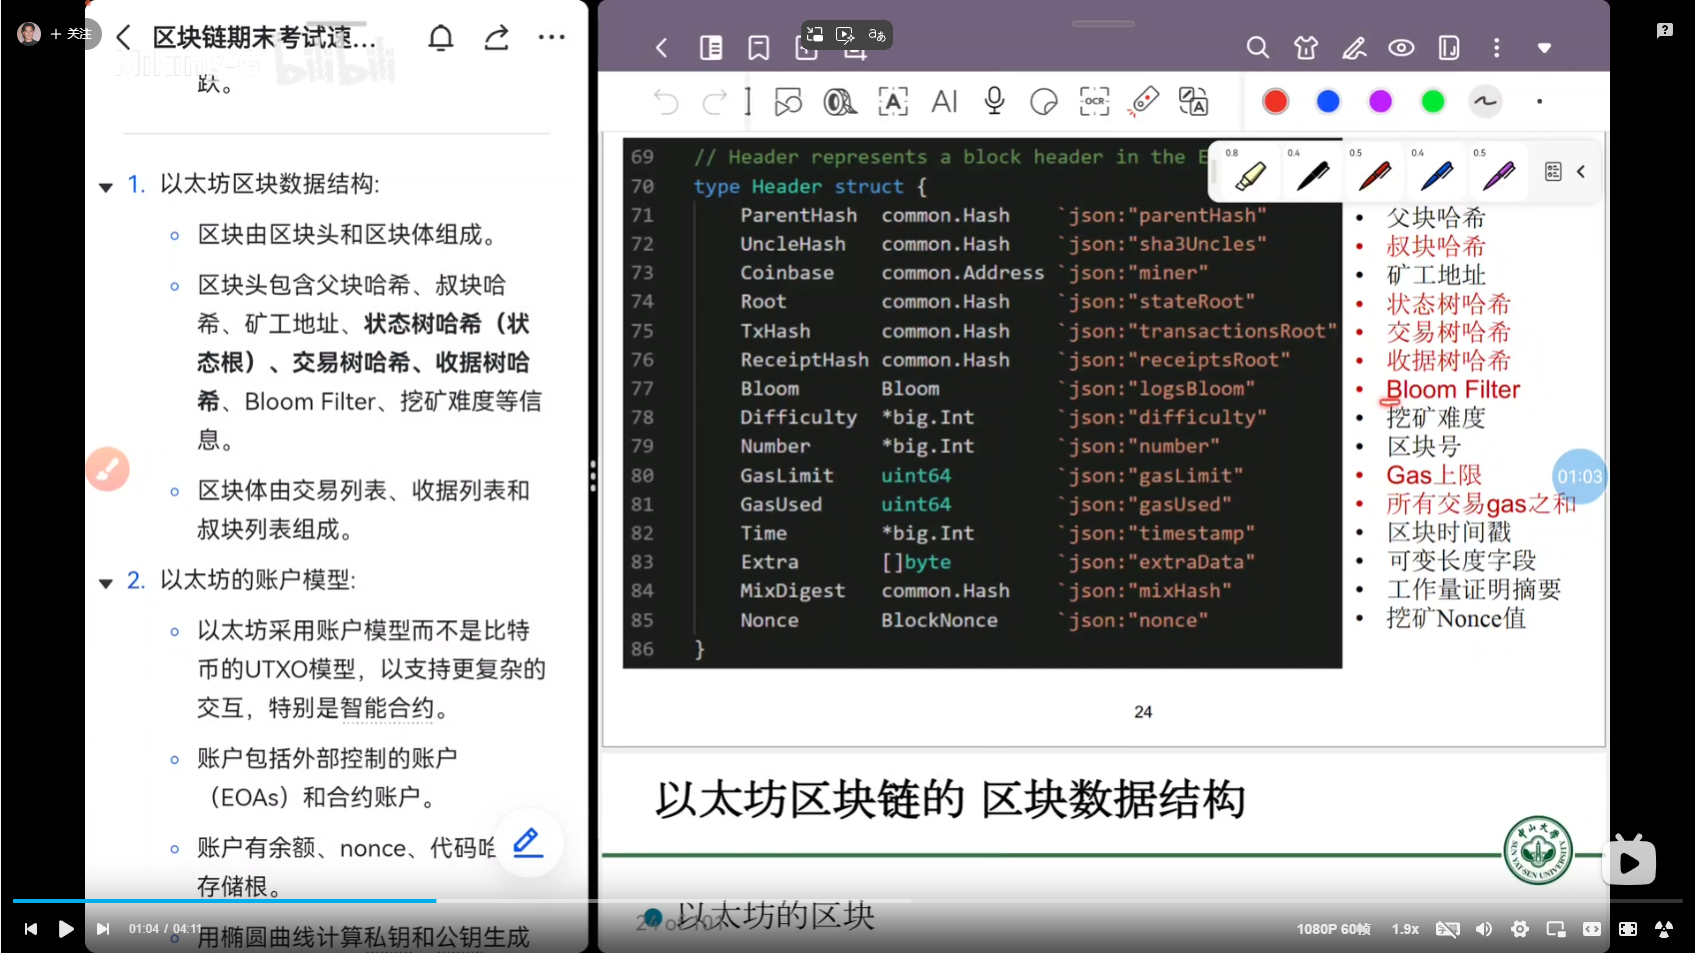 + 关注
区块链期末考试速...
跃。
1. 以太坊区块数据结构:
区块由区块头和区块体组成。
区块头包含父块哈希、叔块哈
希、矿工地址、状态树哈希（状
态根）、交易树哈希、收据树哈
希、Bloom Filter、挖矿难度等信
息。
区块体由交易列表、收据列表和
叔块列表组成。
2. 以太坊的账户模型:
以太坊采用账户模型而不是比特
币的UTXO模型，以支持更复杂的
交互，特别是智能合约。
账户包括外部控制的账户
（EOAs）和合约账户。
账户有余额、nonce、代码哈
存储根。
用椭圆曲线计算私钥和公钥生成
AI
OCR
0.8 0.4 0.5 0.4 0.5
69 // Header represents a block header in the E
70 type Header struct {
71 ParentHash common.Hash `json:"parentHash"
72 UncleHash common.Hash `json:"sha3Uncles"
73 Coinbase common.Address `json:"miner"
74 Root common.Hash `json:"stateRoot"
75 TxHash common.Hash `json:"transactionsRoot"
76 ReceiptHash common.Hash `json:"receiptsRoot"
77 Bloom Bloom `json:"logsBloom"
78 Difficulty *big.Int `json:"difficulty"
79 Number *big.Int `json:"number"
80 GasLimit uint64 `json:"gasLimit"
81 GasUsed uint64 `json:"gasUsed"
82 Time *big.Int `json:"timestamp"
83 Extra []byte `json:"extraData"
84 MixDigest common.Hash `json:"mixHash"
85 Nonce BlockNonce `json:"nonce"
86 }
• 父块哈希
• 叔块哈希
• 矿工地址
• 状态树哈希
• 交易树哈希
• 收据树哈希
• Bloom Filter
• 挖矿难度
• 区块号
• Gas上限
• 所有交易gas之和
• 区块时间戳
• 可变长度字段
• 工作量证明摘要
• 挖矿Nonce值
01:03
24
以太坊区块链的 区块数据结构
中山大学
SUN YAT-SEN UNIVERSITY
以太坊的区块
24 of 101
01:04 / 04:11
1080P 60帧
1.9x